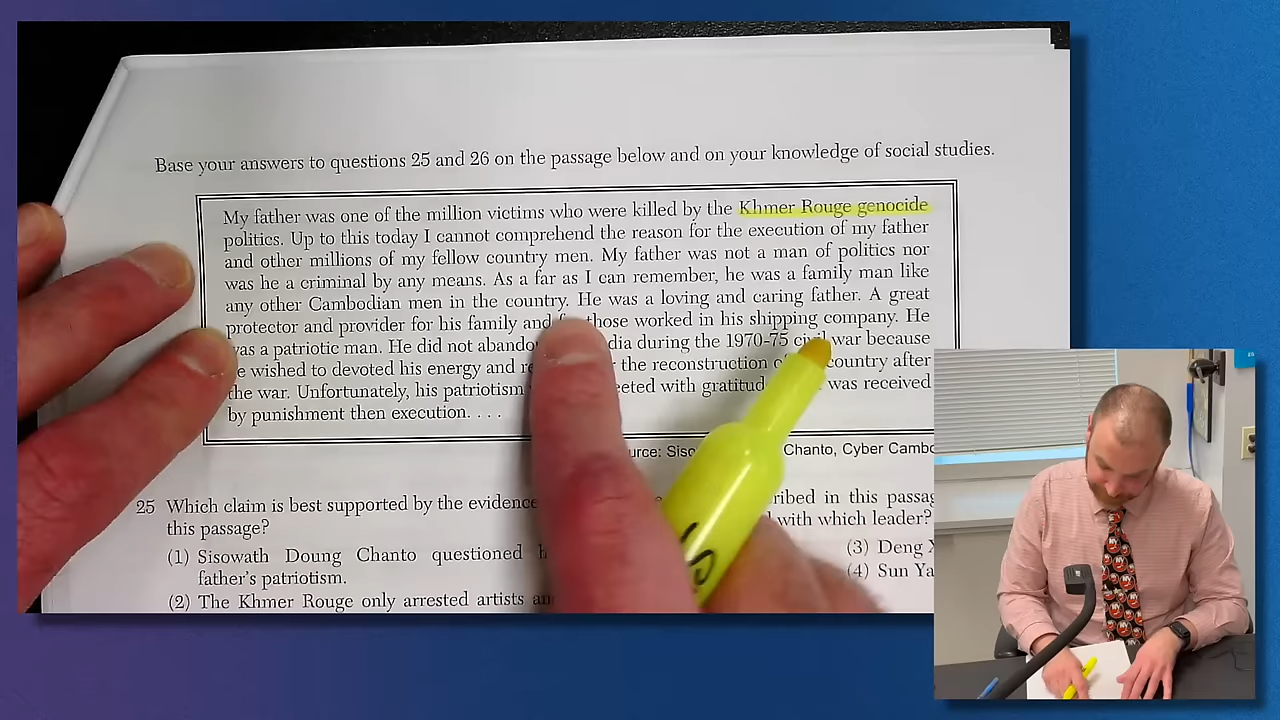 Base your answers to questions 25 and 26 on the passage below and on your knowledge of social studies.
My father was one of the million victims who were killed by the Khmer Rouge genocide
politics. Up to this today I cannot comprehend the reason for the execution of my father
and other millions of my fellow country men. My father was not a man of politics nor
was he a criminal by any means. As a far as I can remember, he was a family man like
any other Cambodian men in the country. He was a loving and caring father. A great
protector and provider for his family and those worked in his shipping company. He
was a patriotic man. He did not during the 1970-75 civil war because
wished to devoted his energy and the reconstruction country after
the war. Unfortunately, his patriotism with was received
by punishment then execution. . . .
Chanto, Cyber
25 Which claim is best supported by the evidence
this passage?
(1) Sisowath Doung Chanto questioned
father's patriotism.
(2) The Khmer Rouge only arrested artists
in this
with which leader?
(3) Deng
(4) Sun
NY